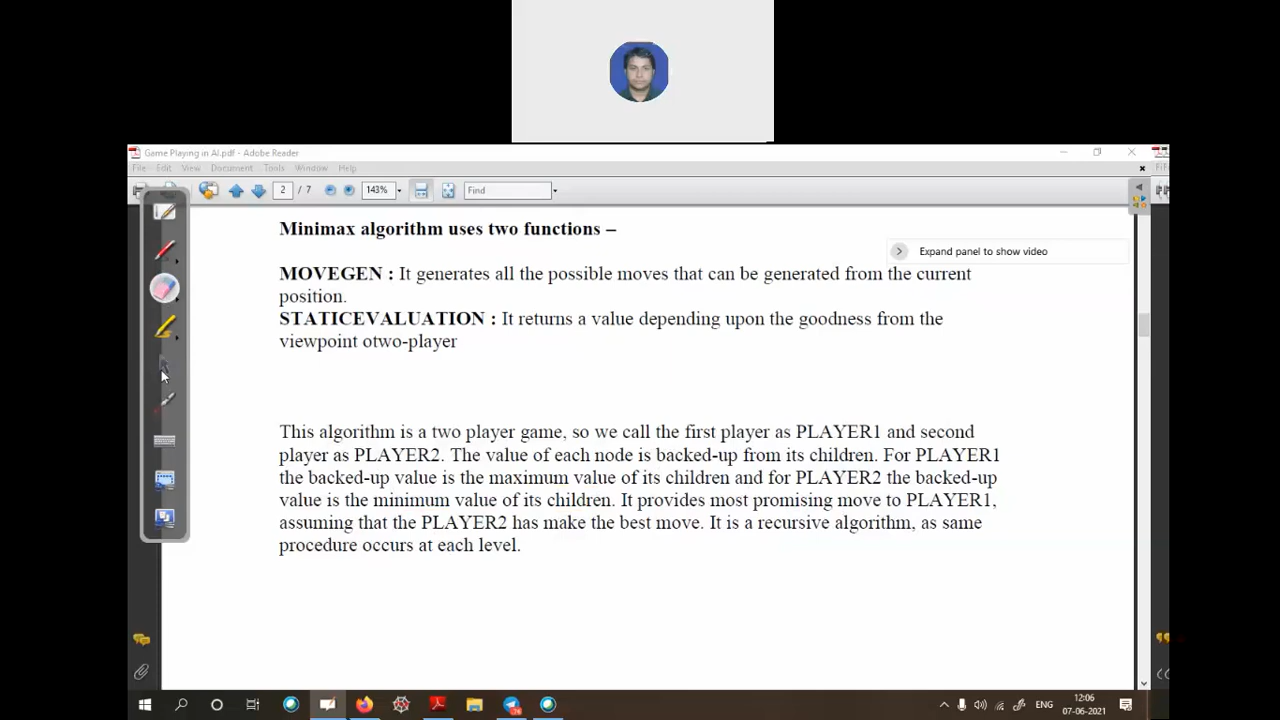 Game Playing in AI.pdf - Adobe Reader
File Edit View Document Tools Window Help
2 / 7 143% Find
Minimax algorithm uses two functions –
Expand panel to show video
MOVEGEN : It generates all the possible moves that can be generated from the current
position.
STATICEVALUATION : It returns a value depending upon the goodness from the
viewpoint otwo-player
This algorithm is a two player game, so we call the first player as PLAYER1 and second
player as PLAYER2. The value of each node is backed-up from its children. For PLAYER1
the backed-up value is the maximum value of its children and for PLAYER2 the backed-up
value is the minimum value of its children. It provides most promising move to PLAYER1,
assuming that the PLAYER2 has make the best move. It is a recursive algorithm, as same
procedure occurs at each level.
ENG
12:06
07-06-2021